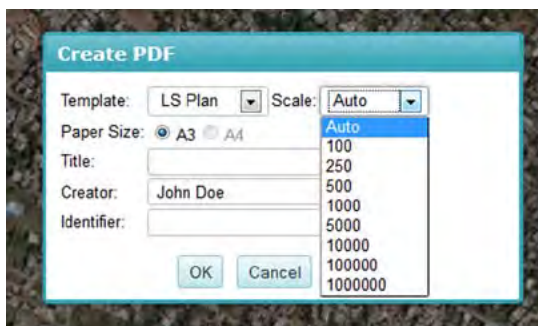 Create PDF
Template: LS Plan Scale: Auto
Paper Size: A3 A4
Title:
Creator: John Doe
Identifier:
OK Cancel
Auto
100
250
500
1000
5000
10000
100000
1000000